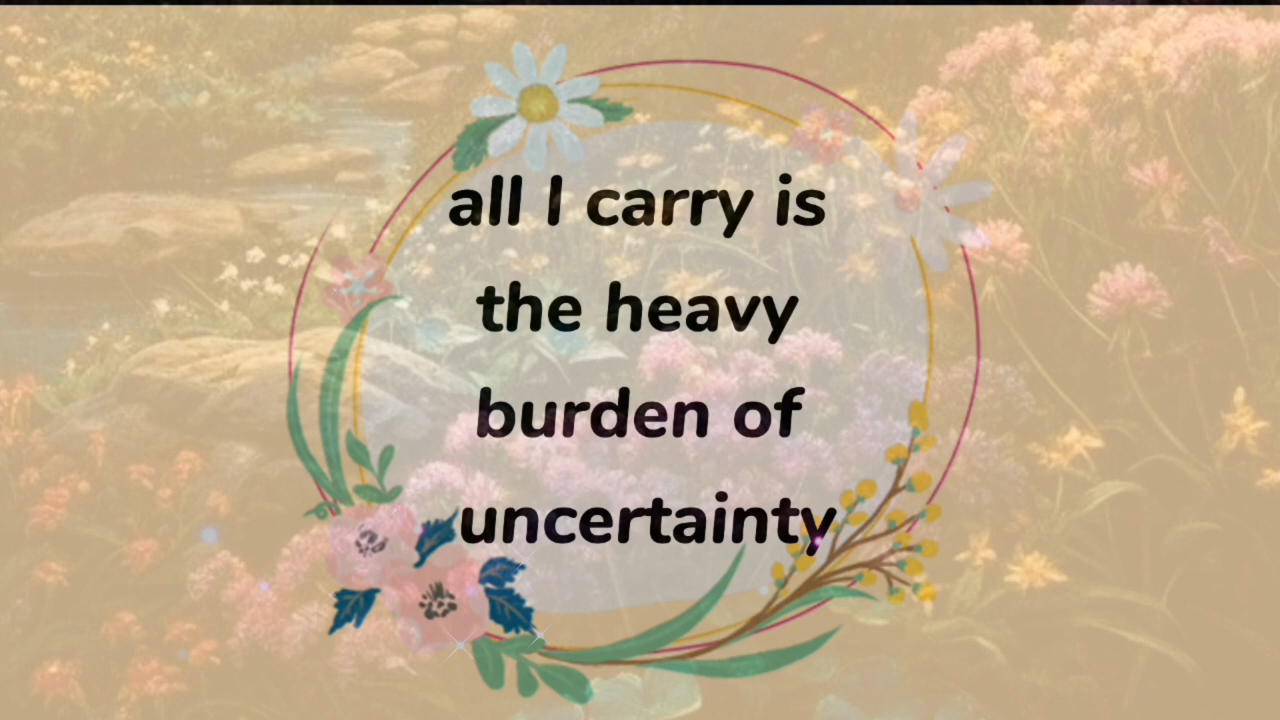 all I carry is
the heavy
burden of
uncertainty